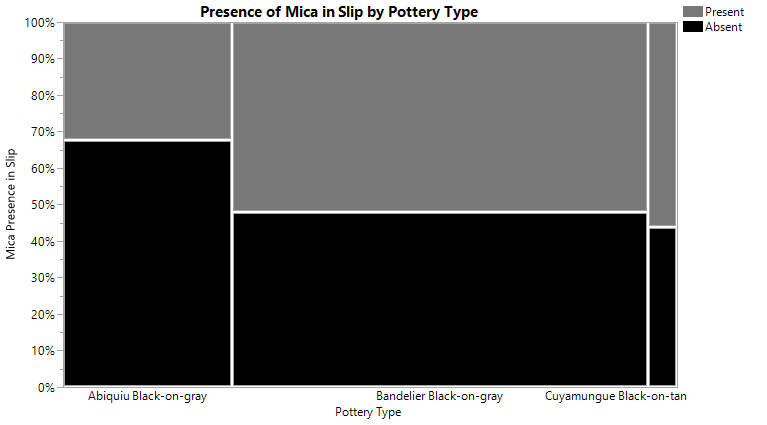 Presence of Mica in Slip by Pottery Type
Present
Absent
100%
90%
80%
70%
60%
50%
40%
30%
20%
10%
0%
Mica Presence in Slip
Abiquiu Black-on-gray
Bandelier Black-on-gray
Cuyamungue Black-on-tan
Pottery Type